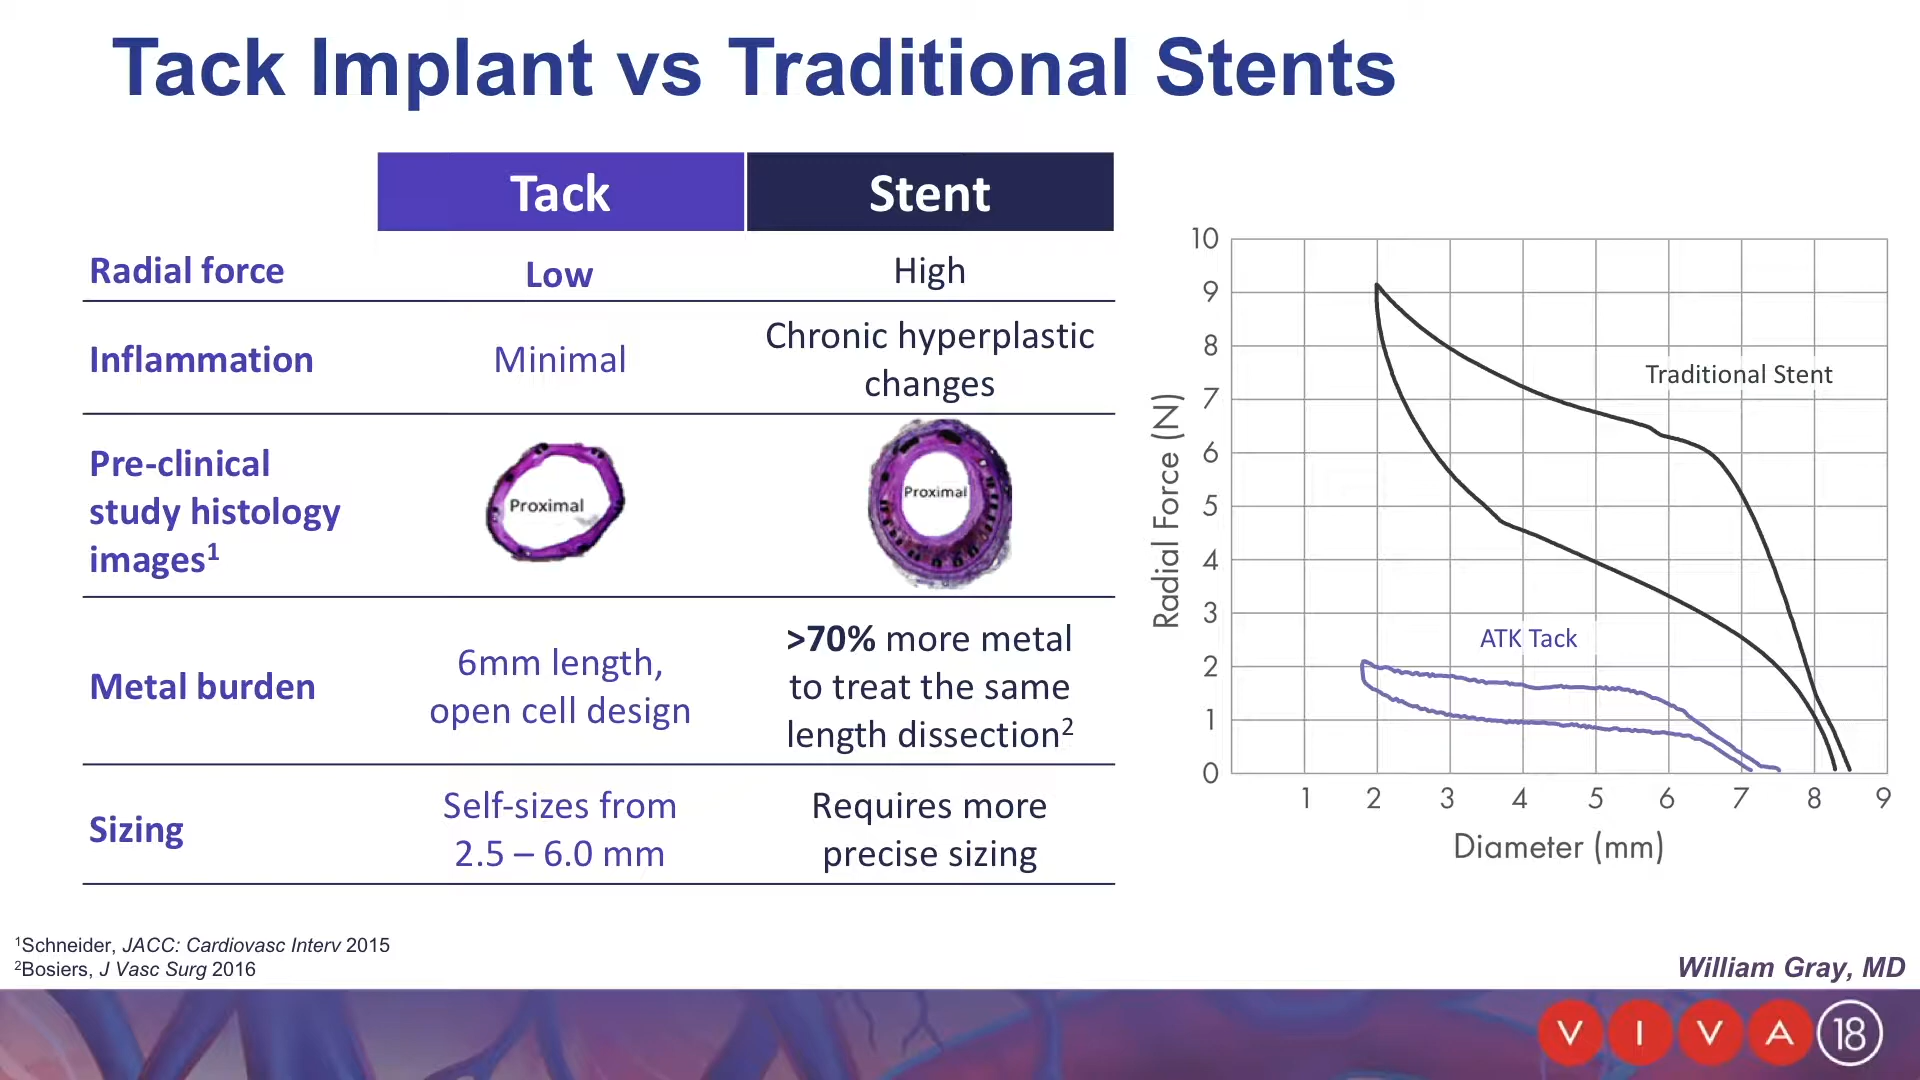 Tack Implant vs Traditional Stents
Tack
Stent
Radial force
Low
High
Inflammation
Minimal
Chronic hyperplastic
changes
Pre-clinical
study histology
images¹
Proximal
Proximal
Metal burden
6mm length,
open cell design
>70% more metal
to treat the same
length dissection²
Sizing
Self-sizes from
2.5 – 6.0 mm
Requires more
precise sizing
10
9
8
7
6
5
4
3
2
1
0
Radial Force (N)
Traditional Stent
ATK Tack
1 2 3 4 5 6 7 8 9
Diameter (mm)
¹Schneider, JACC: Cardiovasc Interv 2015
²Bosiers, J Vasc Surg 2016
William Gray, MD
VIVA 18